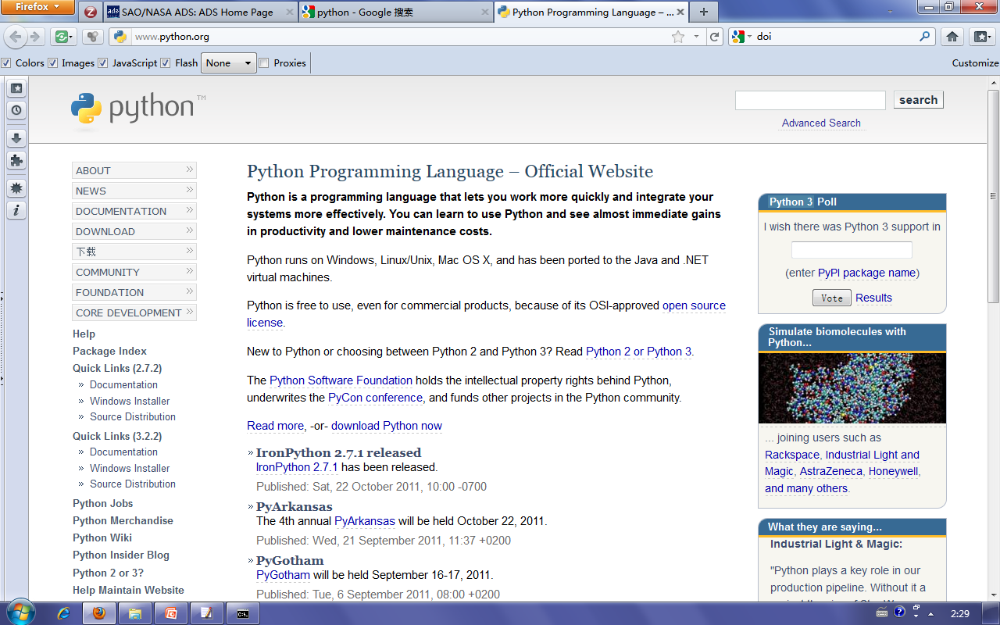 Firefox
SAO/NASA ADS: ADS Home Page
python - Google 搜索
Python Programming Language – ...
www.python.org
doi
Colors
Images
JavaScript
Flash
None
Proxies
Customize
python™
search
Advanced Search
ABOUT
NEWS
DOCUMENTATION
DOWNLOAD
下载
COMMUNITY
FOUNDATION
CORE DEVELOPMENT
Help
Package Index
Quick Links (2.7.2)
» Documentation
» Windows Installer
» Source Distribution
Quick Links (3.2.2)
» Documentation
» Windows Installer
» Source Distribution
Python Jobs
Python Merchandise
Python Wiki
Python Insider Blog
Python 2 or 3?
Help Maintain Website
Python Programming Language – Official Website
Python is a programming language that lets you work more quickly and integrate your
systems more effectively. You can learn to use Python and see almost immediate gains
in productivity and lower maintenance costs.
Python runs on Windows, Linux/Unix, Mac OS X, and has been ported to the Java and .NET
virtual machines.
Python is free to use, even for commercial products, because of its OSI-approved open source
license.
New to Python or choosing between Python 2 and Python 3? Read Python 2 or Python 3.
The Python Software Foundation holds the intellectual property rights behind Python,
underwrites the PyCon conference, and funds other projects in the Python community.
Read more, -or- download Python now
» IronPython 2.7.1 released
IronPython 2.7.1 has been released.
Published: Sat, 22 October 2011, 10:00 -0700
» PyArkansas
The 4th annual PyArkansas will be held October 22, 2011.
Published: Wed, 21 September 2011, 11:37 +0200
» PyGotham
PyGotham will be held September 16-17, 2011.
Published: Tue, 6 September 2011, 08:00 +0200
Python 3 Poll
I wish there was Python 3 support in
(enter PyPI package name)
Vote Results
Simulate biomolecules with
Python...
... joining users such as
Rackspace, Industrial Light and
Magic, AstraZeneca, Honeywell,
and many others.
What they are saying...
Industrial Light & Magic:
"Python plays a key role in our
production pipeline. Without it a
2:29